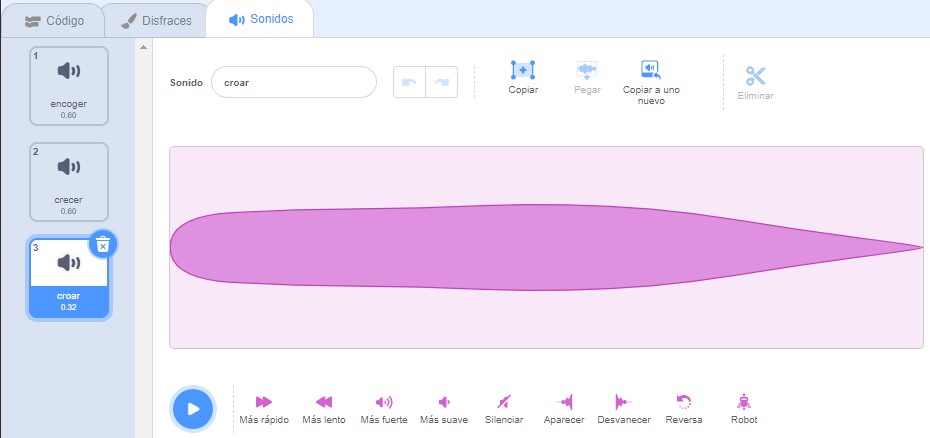 Código
Disfraces
Sonidos
1
encoger
0.60
2
crecer
0.60
3
croar
0.32
Sonido
croar
Copiar
Pegar
Copiar a uno
nuevo
Eliminar
Más rápido
Más lento
Más fuerte
Más suave
Silenciar
Aparecer
Desvanecer
Reversa
Robot